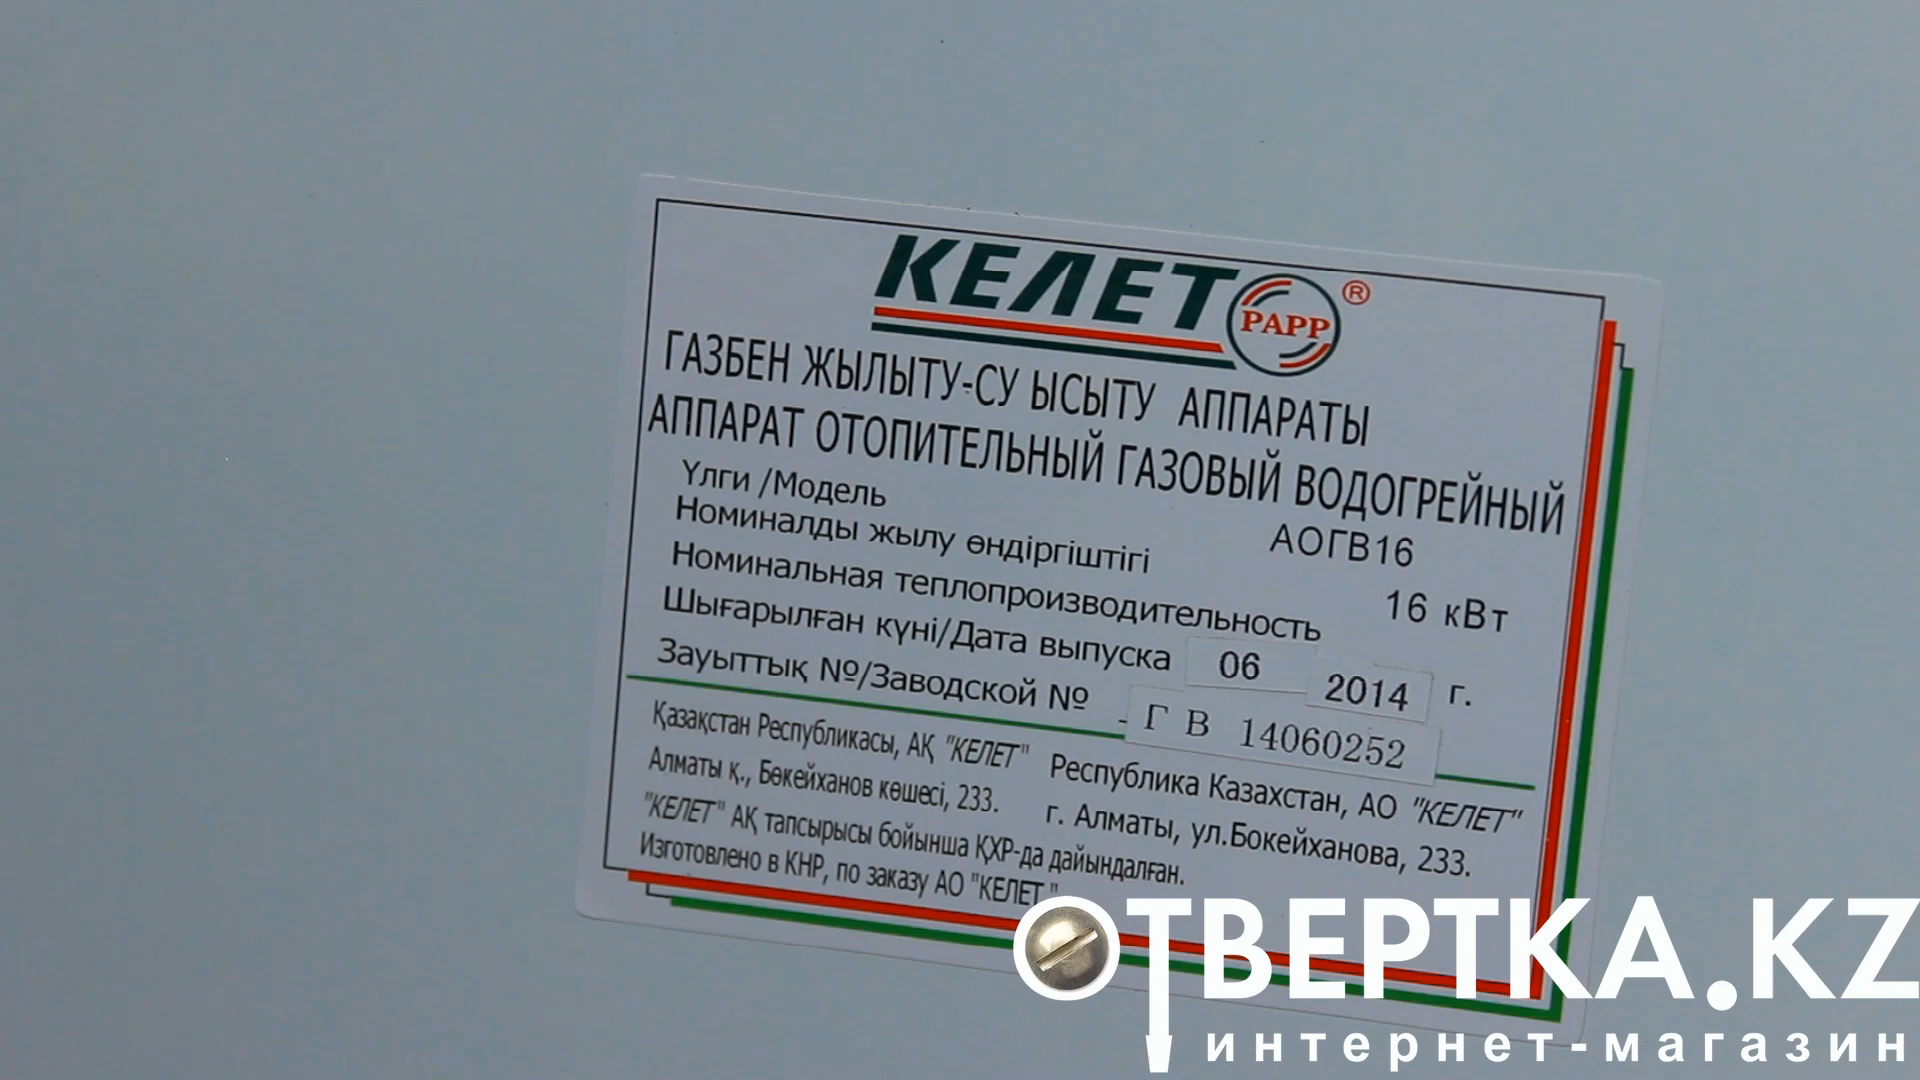 КЕЛЕТ PAPP ®
ГАЗБЕН ЖЫЛЫТУ-СУ ЫСЫТУ АППАРАТЫ
АППАРАТ ОТОПИТЕЛЬНЫЙ ГАЗОВЫЙ ВОДОГРЕЙНЫЙ
Үлги /Модель АОГВ16
Номиналды жылу өндіргіштігі
Номинальная теплопроизводительность 16 кВт
Шығарылған күні/Дата выпуска 06 2014 г.
Зауыттық №/Заводской № - Г В 14060252
Қазақстан Республикасы, АҚ "КЕЛЕТ" Республика Казахстан, АО "КЕЛЕТ"
Алматы қ., Бөкейханов көшесі, 233. г. Алматы, ул.Бокейханова, 233.
"КЕЛЕТ" АҚ тапсырысы бойынша ҚХР-да дайындалған.
Изготовлено в КНР, по заказу АО "КЕЛЕТ "
ОТВЕРТКА.KZ
интернет-магазин